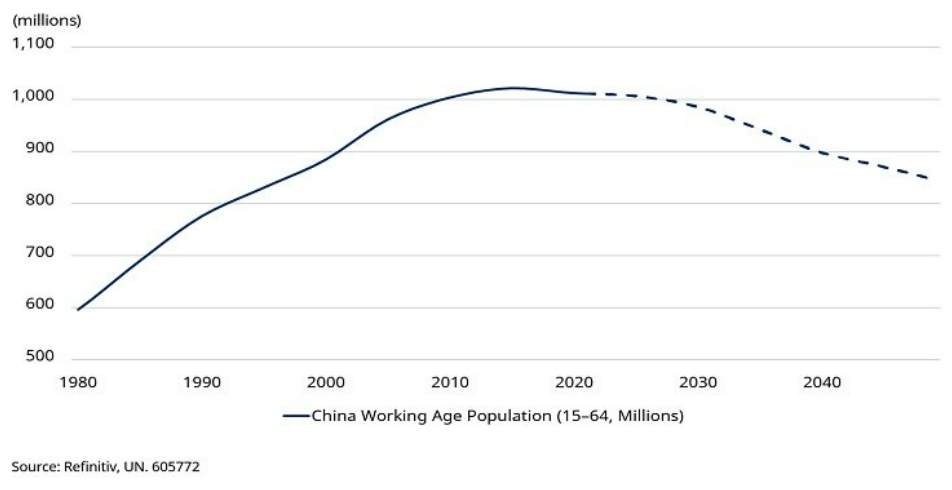 (millions)
1,100
1,000
900
800
700
600
500
1980 1990 2000 2010 2020 2030 2040
China Working Age Population (15–64, Millions)
Source: Refinitiv, UN. 605772